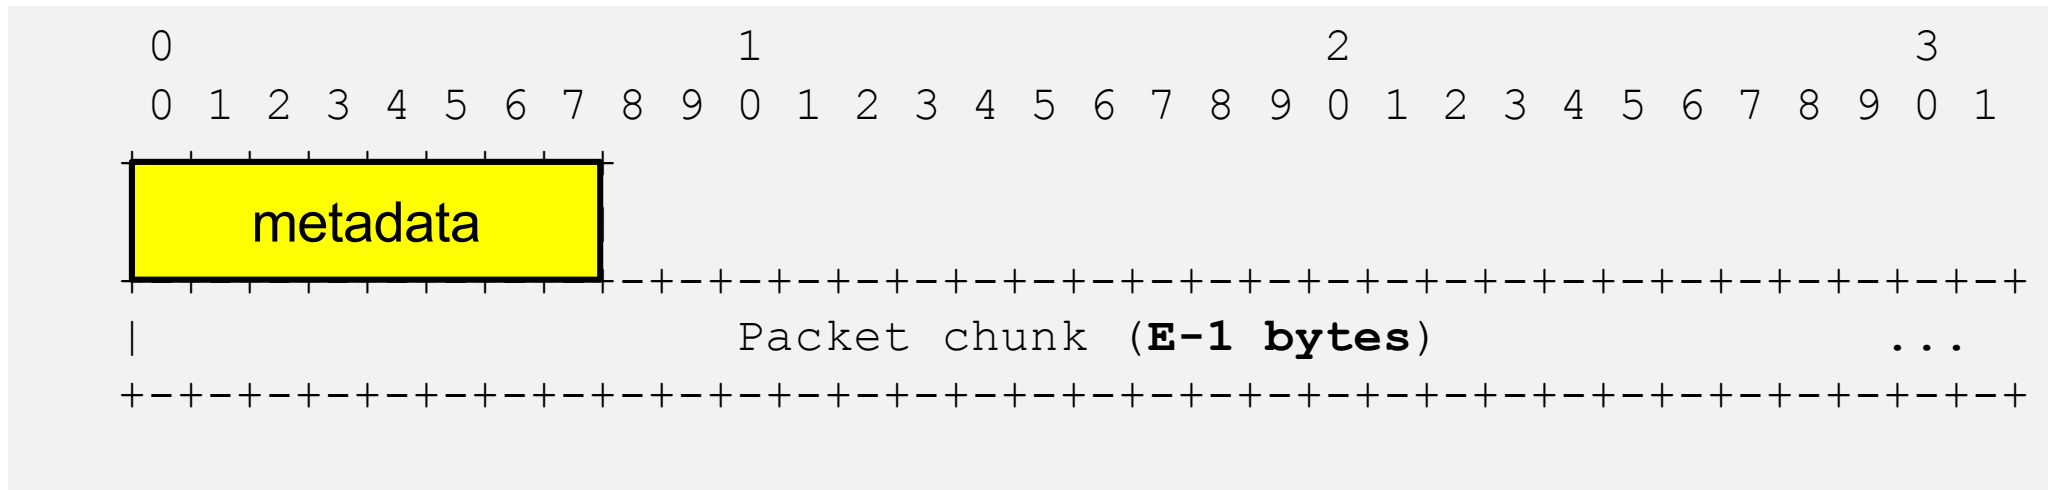 0 1 2 3
0 1 2 3 4 5 6 7 8 9 0 1 2 3 4 5 6 7 8 9 0 1 2 3 4 5 6 7 8 9 0 1
metadata
+-+-+-+-+-+-+-+-+-+-+-+-+-+-+-+-+-+-+-+-+-+-+-+-+
| Packet chunk (E-1 bytes) ...
+-+-+-+-+-+-+-+-+-+-+-+-+-+-+-+-+-+-+-+-+-+-+-+-+-+-+-+-+-+-+-+-+